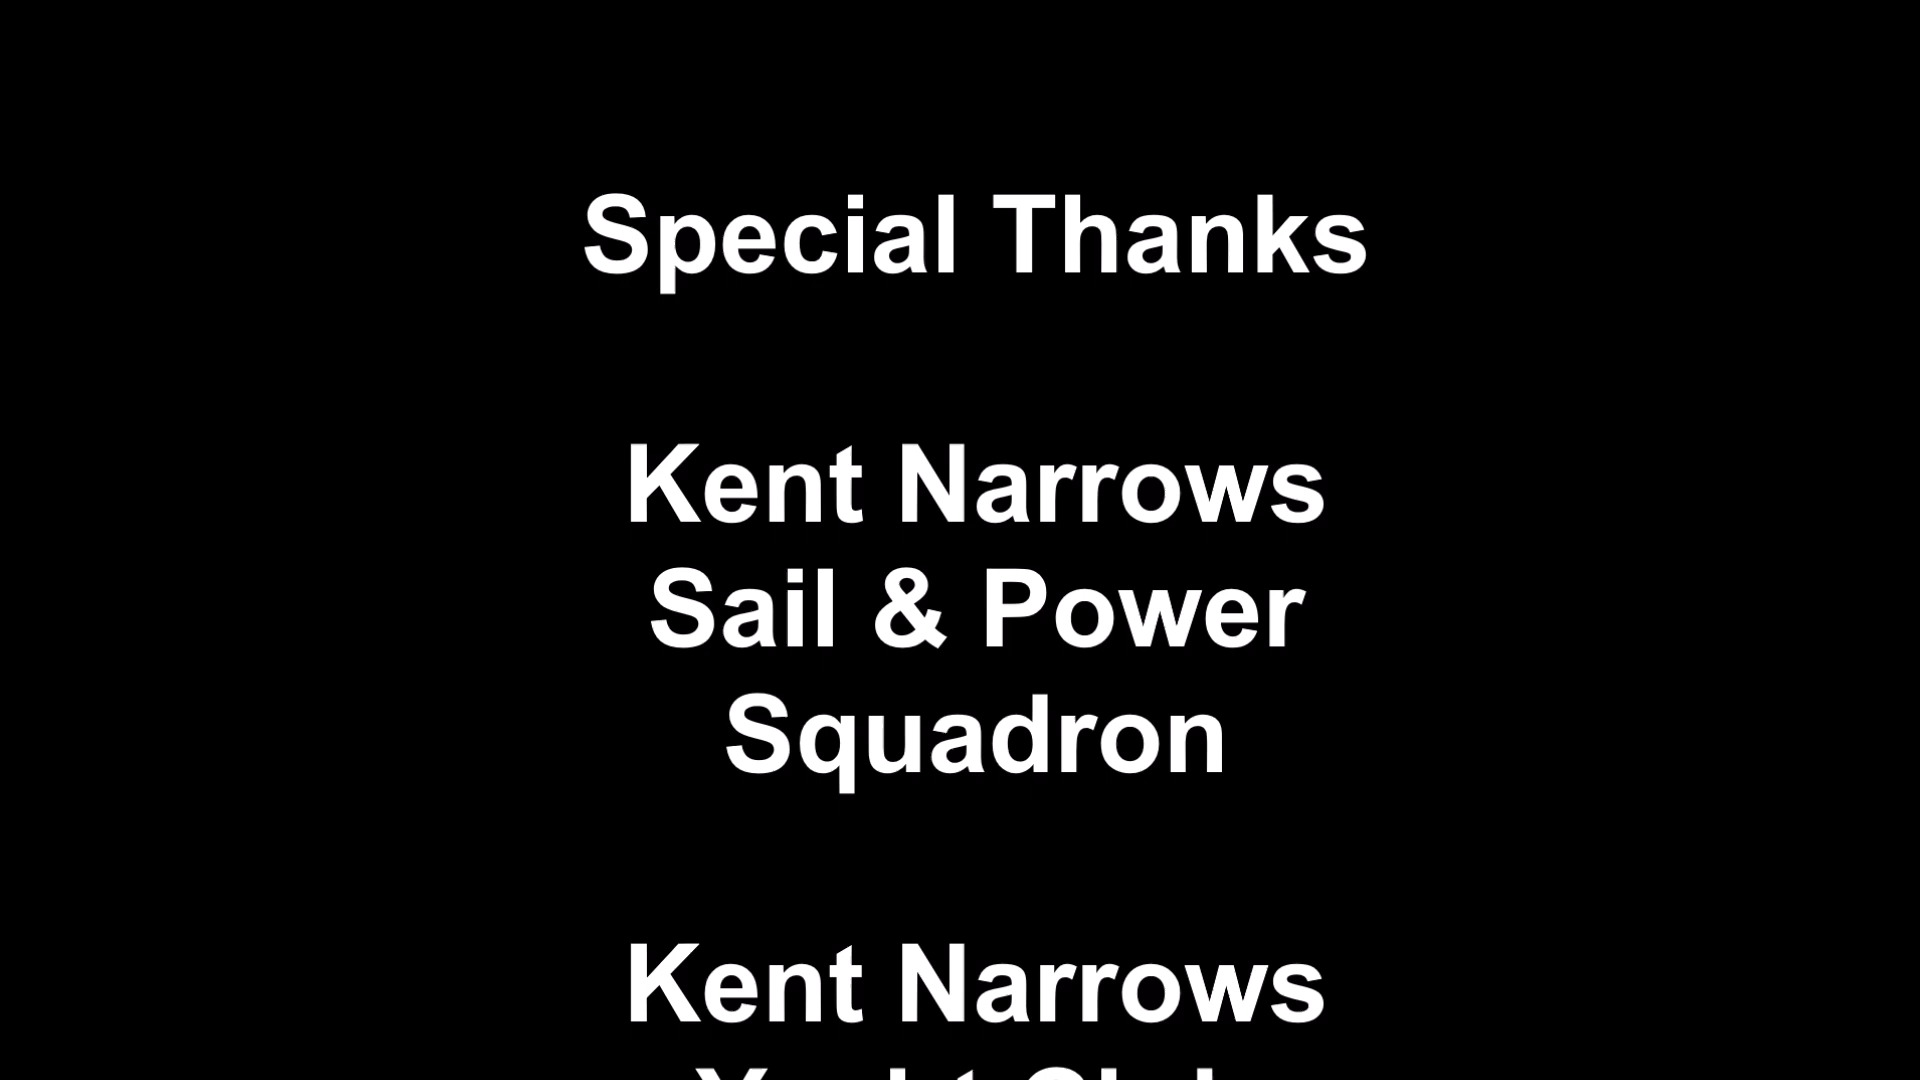 Special Thanks
Kent Narrows
Sail & Power
Squadron
Kent Narrows